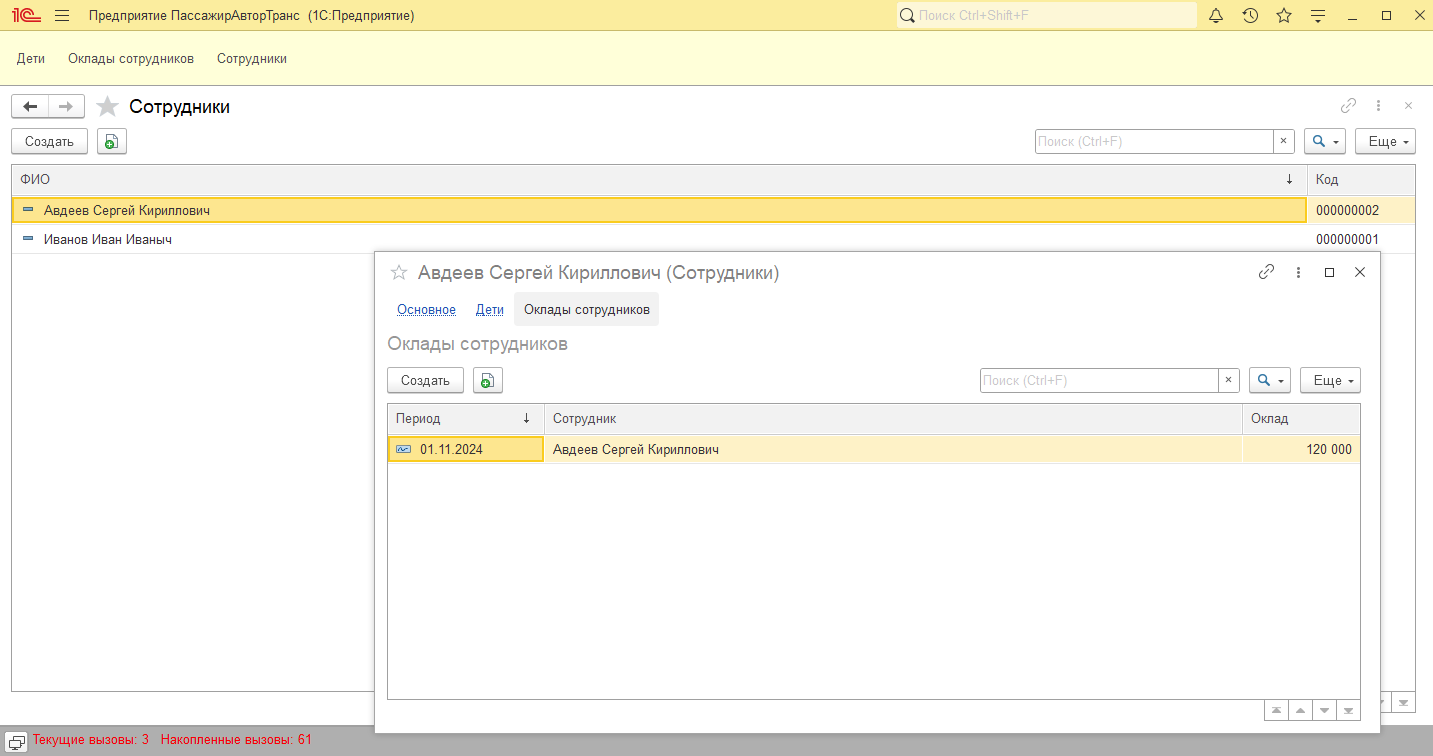 1С Предприятие ПассажирАвторТранс (1С:Предприятие) Поиск Ctrl+Shift+F
Дети Оклады сотрудников Сотрудники
Сотрудники
Создать Поиск (Ctrl+F) × Еще
ФИО ↓ Код
Авдеев Сергей Кириллович 000000002
Иванов Иван Иваныч 000000001
Авдеев Сергей Кириллович (Сотрудники)
Основное Дети Оклады сотрудников
Оклады сотрудников
Создать Поиск (Ctrl+F) × Еще
Период ↓ Сотрудник Оклад
01.11.2024 Авдеев Сергей Кириллович 120 000
Текущие вызовы: 3 Накопленные вызовы: 61